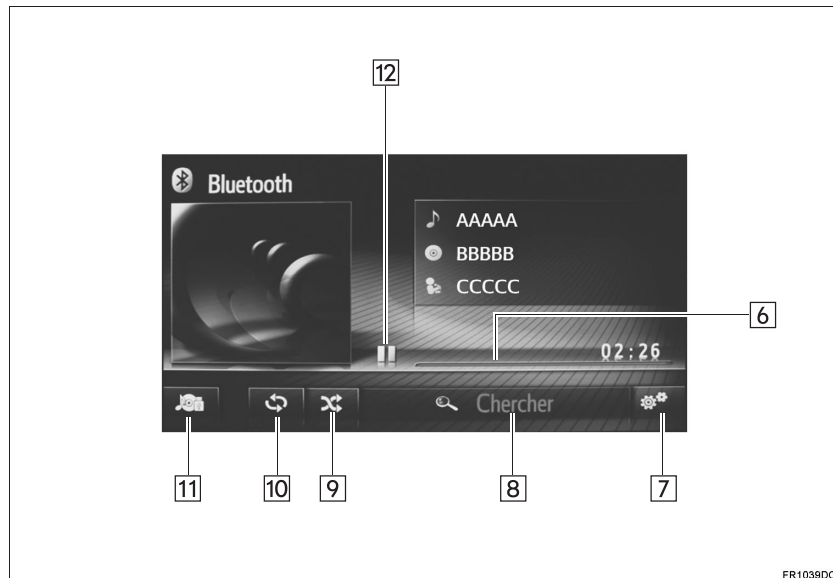 12
Bluetooth
AAAAA
BBBBB
CCCCC
6
02:26
Chercher
11
10
9
8
7
FR1039DC